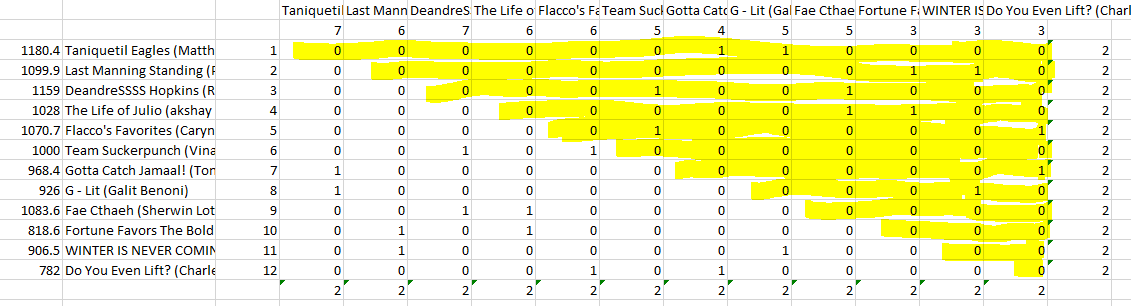 Taniquetil Last Mann DeandreS The Life o Flacco's Fa Team Suck Gotta Catc G - Lit (Gal Fae Cthae Fortune Fa WINTER IS Do You Even Lift? (Charl
7 6 7 6 6 5 4 5 5 3 3 3
1180.4 Taniquetil Eagles (Matth 1 0 0 0 0 0 0 1 1 0 0 0 0 2
1099.9 Last Manning Standing (F 2 0 0 0 0 0 0 0 0 0 1 1 0 2
1159 DeandreSSSS Hopkins (R 3 0 0 0 0 0 1 0 0 1 0 0 0 2
1028 The Life of Julio (akshay 4 0 0 0 0 0 0 0 0 1 1 0 0 2
1070.7 Flacco's Favorites (Caryn 5 0 0 0 0 0 1 0 0 0 0 0 1 2
1000 Team Suckerpunch (Vina 6 0 0 1 0 1 0 0 0 0 0 0 0 2
968.4 Gotta Catch Jamaal! (Ton 7 1 0 0 0 0 0 0 0 0 0 0 1 2
926 G - Lit (Galit Benoni) 8 1 0 0 0 0 0 0 0 0 0 1 0 2
1083.6 Fae Cthaeh (Sherwin Lot 9 0 0 1 1 0 0 0 0 0 0 0 0 2
818.6 Fortune Favors The Bold 10 0 1 0 1 0 0 0 0 0 0 0 0 2
906.5 WINTER IS NEVER COMIN 11 0 1 0 0 0 0 0 1 0 0 0 0 2
782 Do You Even Lift? (Charle 12 0 0 0 0 1 0 1 0 0 0 0 0 2
2 2 2 2 2 2 2 2 2 2 2 2